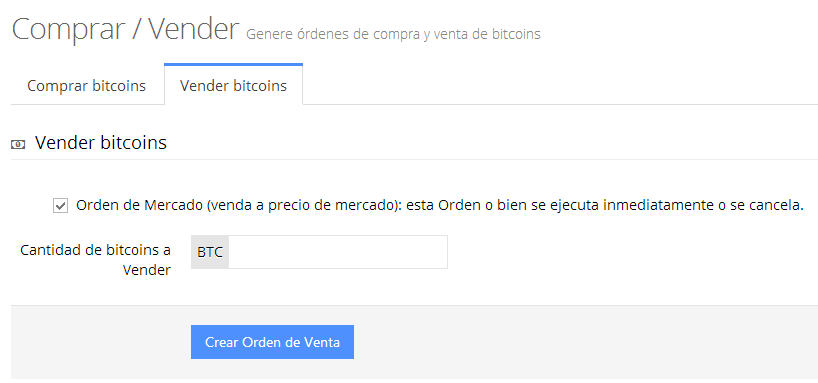 Comprar / Vender Genere órdenes de compra y venta de bitcoins
Comprar bitcoins Vender bitcoins
Vender bitcoins
Orden de Mercado (venda a precio de mercado): esta Orden o bien se ejecuta inmediatamente o se cancela.
Cantidad de bitcoins a
Vender
BTC
Crear Orden de Venta